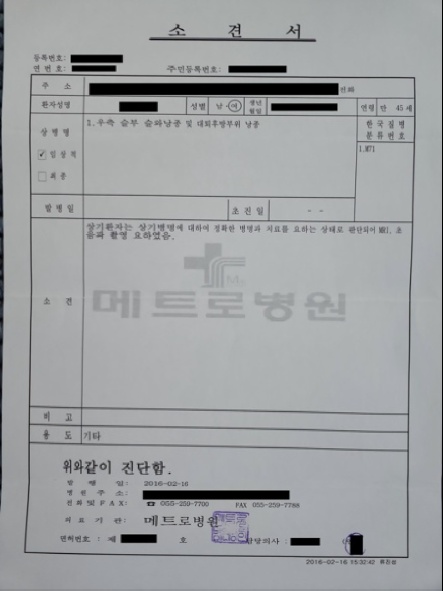 소 견 서
등록번호:
연 번 호: 주민등록번호:
주 소 전화
환자성명 성별 남·여 생년월일 연령 만 45 세
상 병 명 %.우측 슬부 슬와낭종 및 대퇴후방부위 낭종 한 국 질 병 분 류 번 호
☑ 임 상 적 1.M71
☐ 최 종
발 병 일 초 진 일 - -
상기환자는 상기병명에 대하여 정확한 병명과 치료를 요하는 상태로 판단되어 MRI, 초
음파 촬영 요하였음.
소 견
메트로병원
비 고
용 도 기타
위와같이 진단함.
발 행 일: 2016-02-16
병 원 주 소:
전 화 및 F A X: ☎ 055-259-7700 FAX 055-259-7788
의 료 기 관: 메트로병원
면허번호: 제 호 담당의사:
2016-02-16 15:32:42